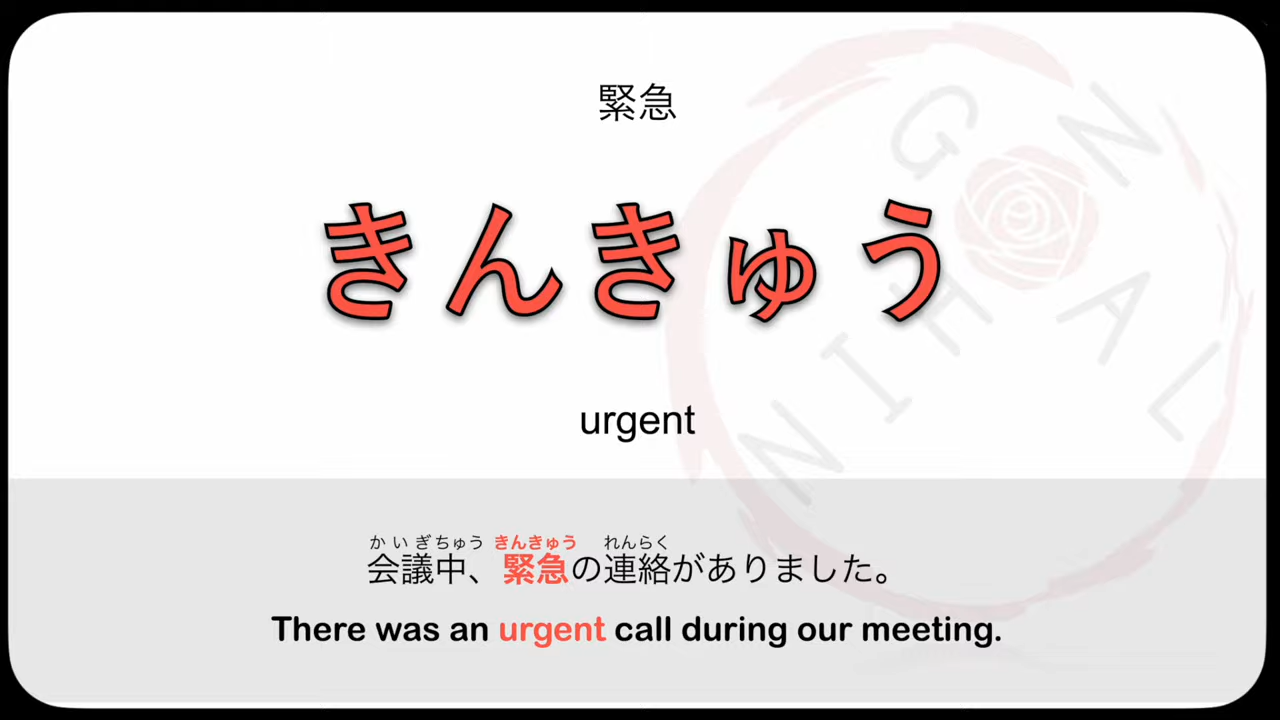 緊急
きんきゅう
urgent
かいぎちゅう きんきゅう れんらく
会議中、緊急の連絡がありました。
There was an urgent call during our meeting.
NIHONGONAL